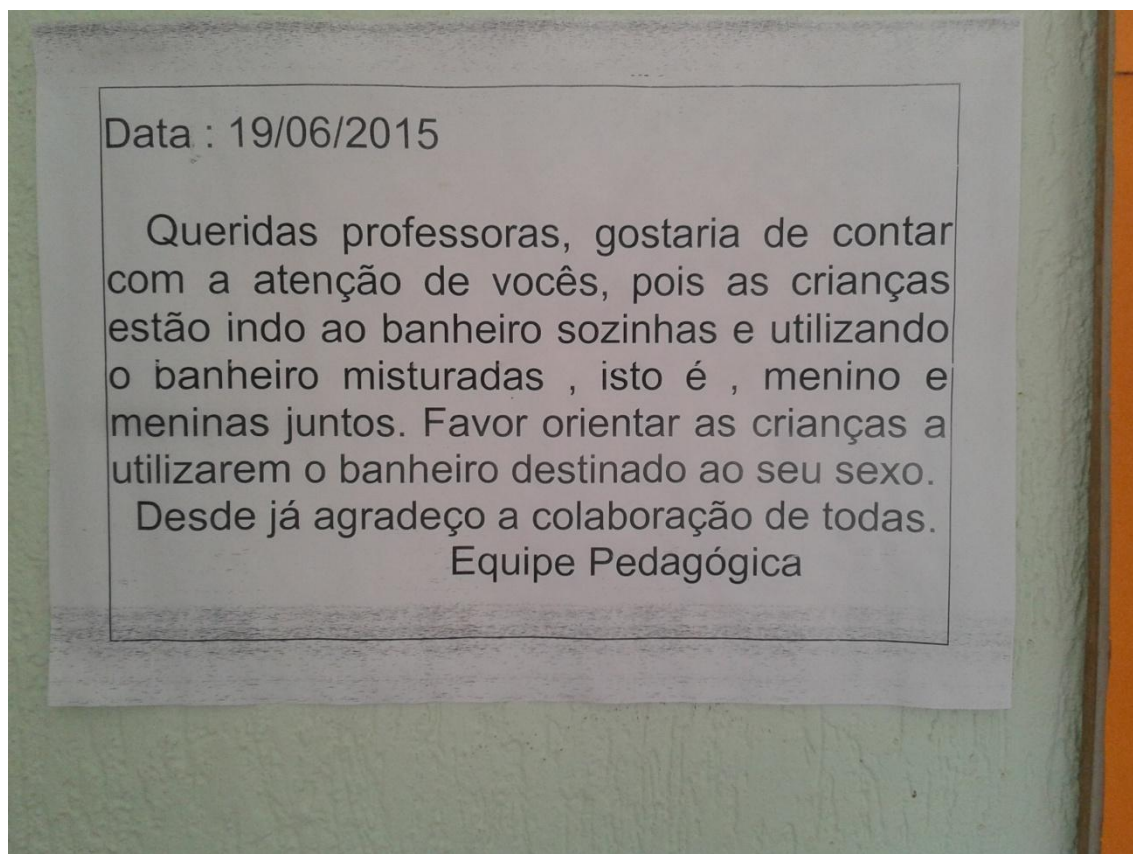 Data : 19/06/2015
Queridas professoras, gostaria de contar
com a atenção de vocês, pois as crianças
estão indo ao banheiro sozinhas e utilizando
o banheiro misturadas , isto é , menino e
meninas juntos. Favor orientar as crianças a
utilizarem o banheiro destinado ao seu sexo.
Desde já agradeço a colaboração de todas.
Equipe Pedagógica